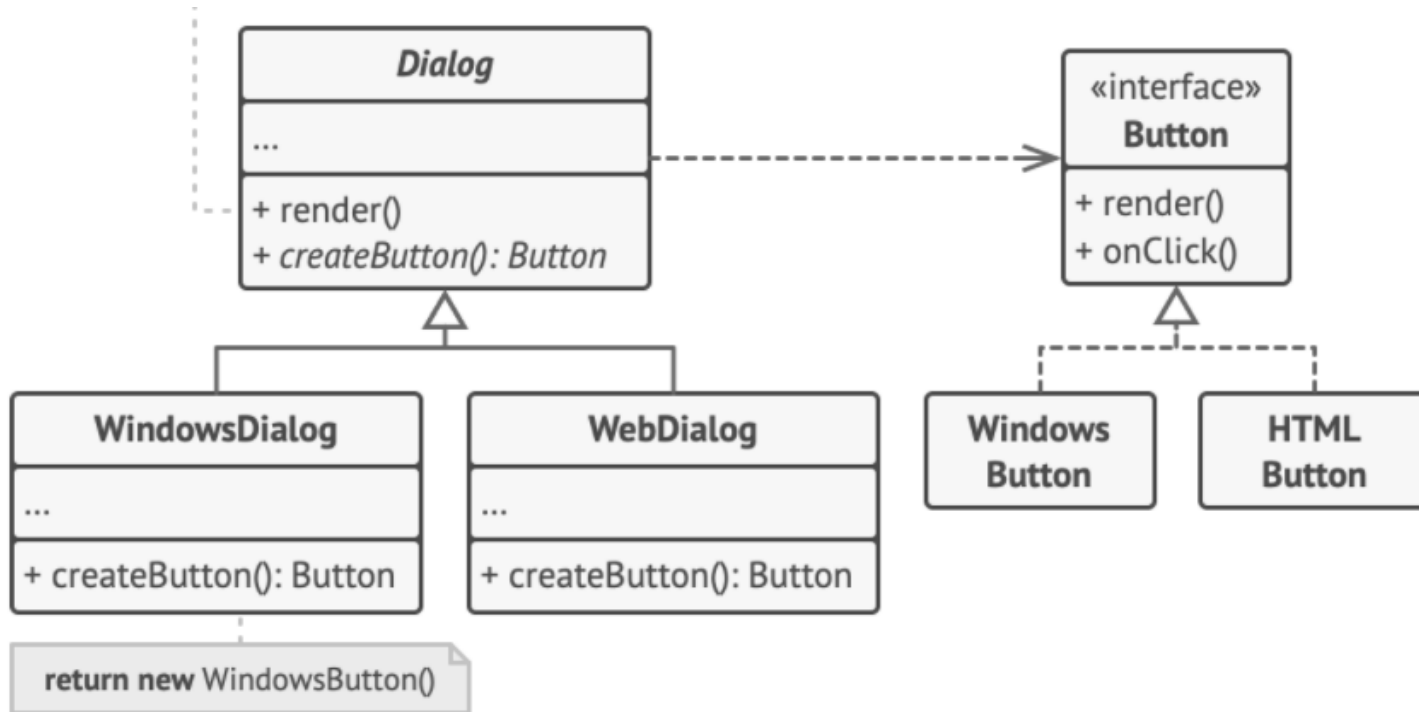 Dialog
...
+ render()
+ createButton(): Button
«interface»
Button
+ render()
+ onClick()
WindowsDialog
...
+ createButton(): Button
WebDialog
...
+ createButton(): Button
Windows
Button
HTML
Button
return new WindowsButton()